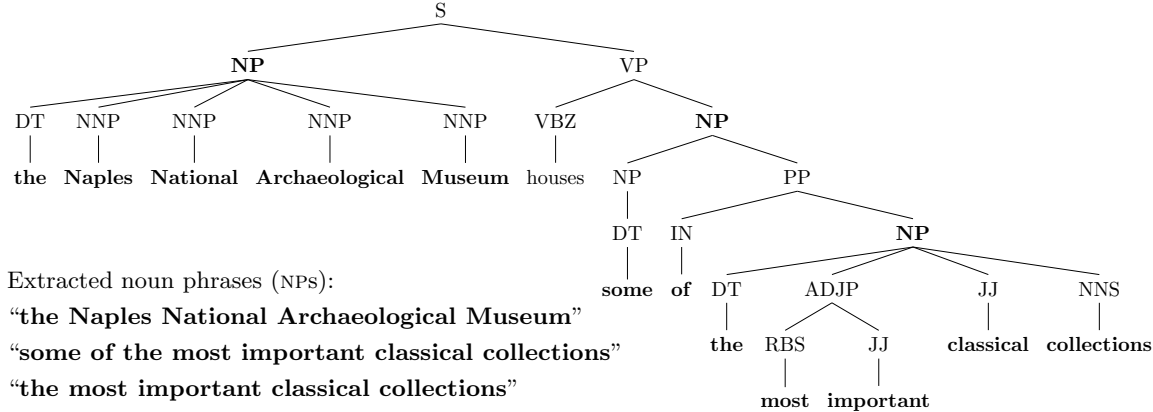 S
NP VP
DT NNP NNP NNP NNP VBZ NP
the Naples National Archaeological Museum houses NP PP
DT IN NP
Extracted noun phrases (NPs):
some of DT ADJP JJ NNS
“the Naples National Archaeological Museum”
the RBS JJ classical collections
“some of the most important classical collections”
“the most important classical collections”
most important